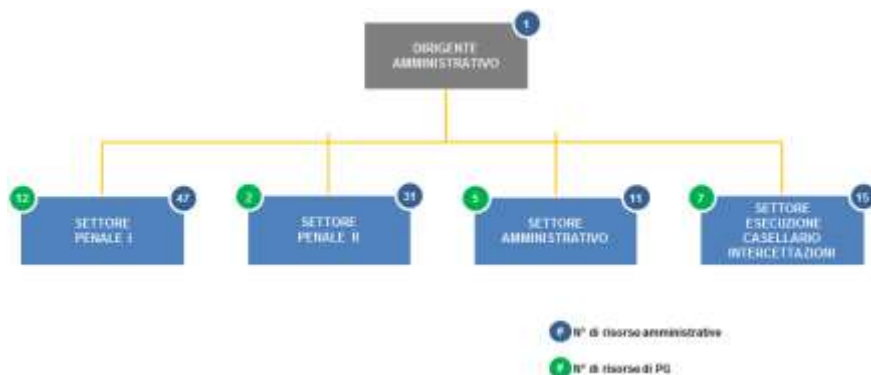 1
DIRIGENTE
AMMINISTRATIVO
12
47
SETTORE
PENALE I
2
31
SETTORE
PENALE II
5
11
SETTORE
AMMINISTRATIVO
7
15
SETTORE
ESECUZIONE
CASELLARIO
INTERCETTAZIONI
# N° di risorse amministrative
# N° di risorse di PG